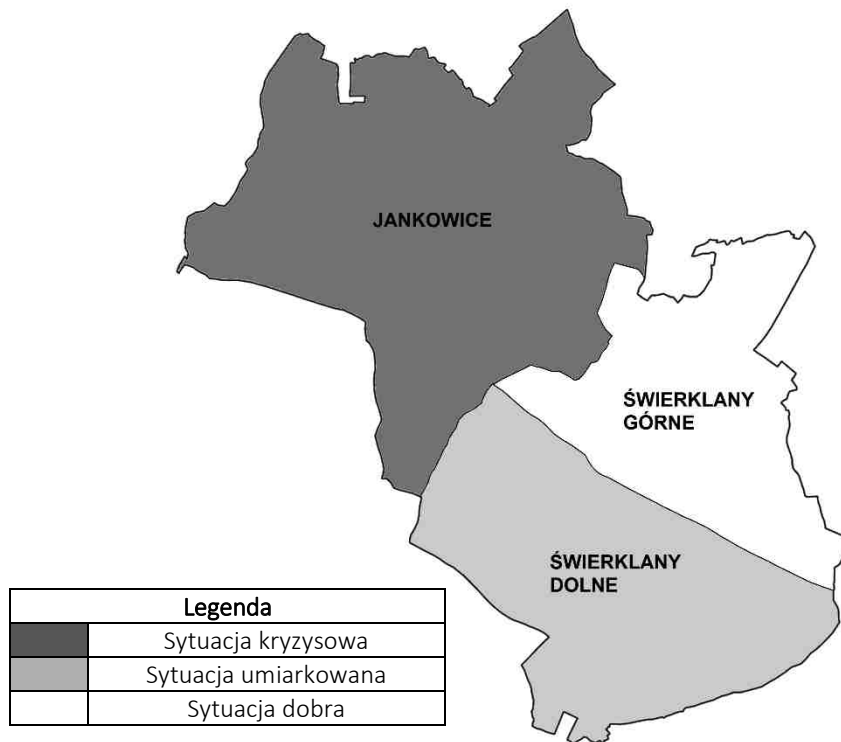 JANKOWICE
ŚWIERKLANY
GÓRNE
ŚWIERKLANY
DOLNE
Legenda
Sytuacja kryzysowa
Sytuacja umiarkowana
Sytuacja dobra